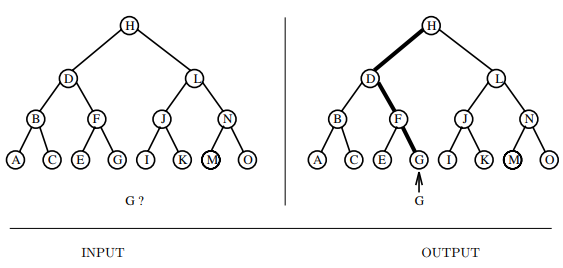 H H
D L D L
B F J N B F J N
A C E G I K M O A C E G I K M O
G ? G
INPUT OUTPUT